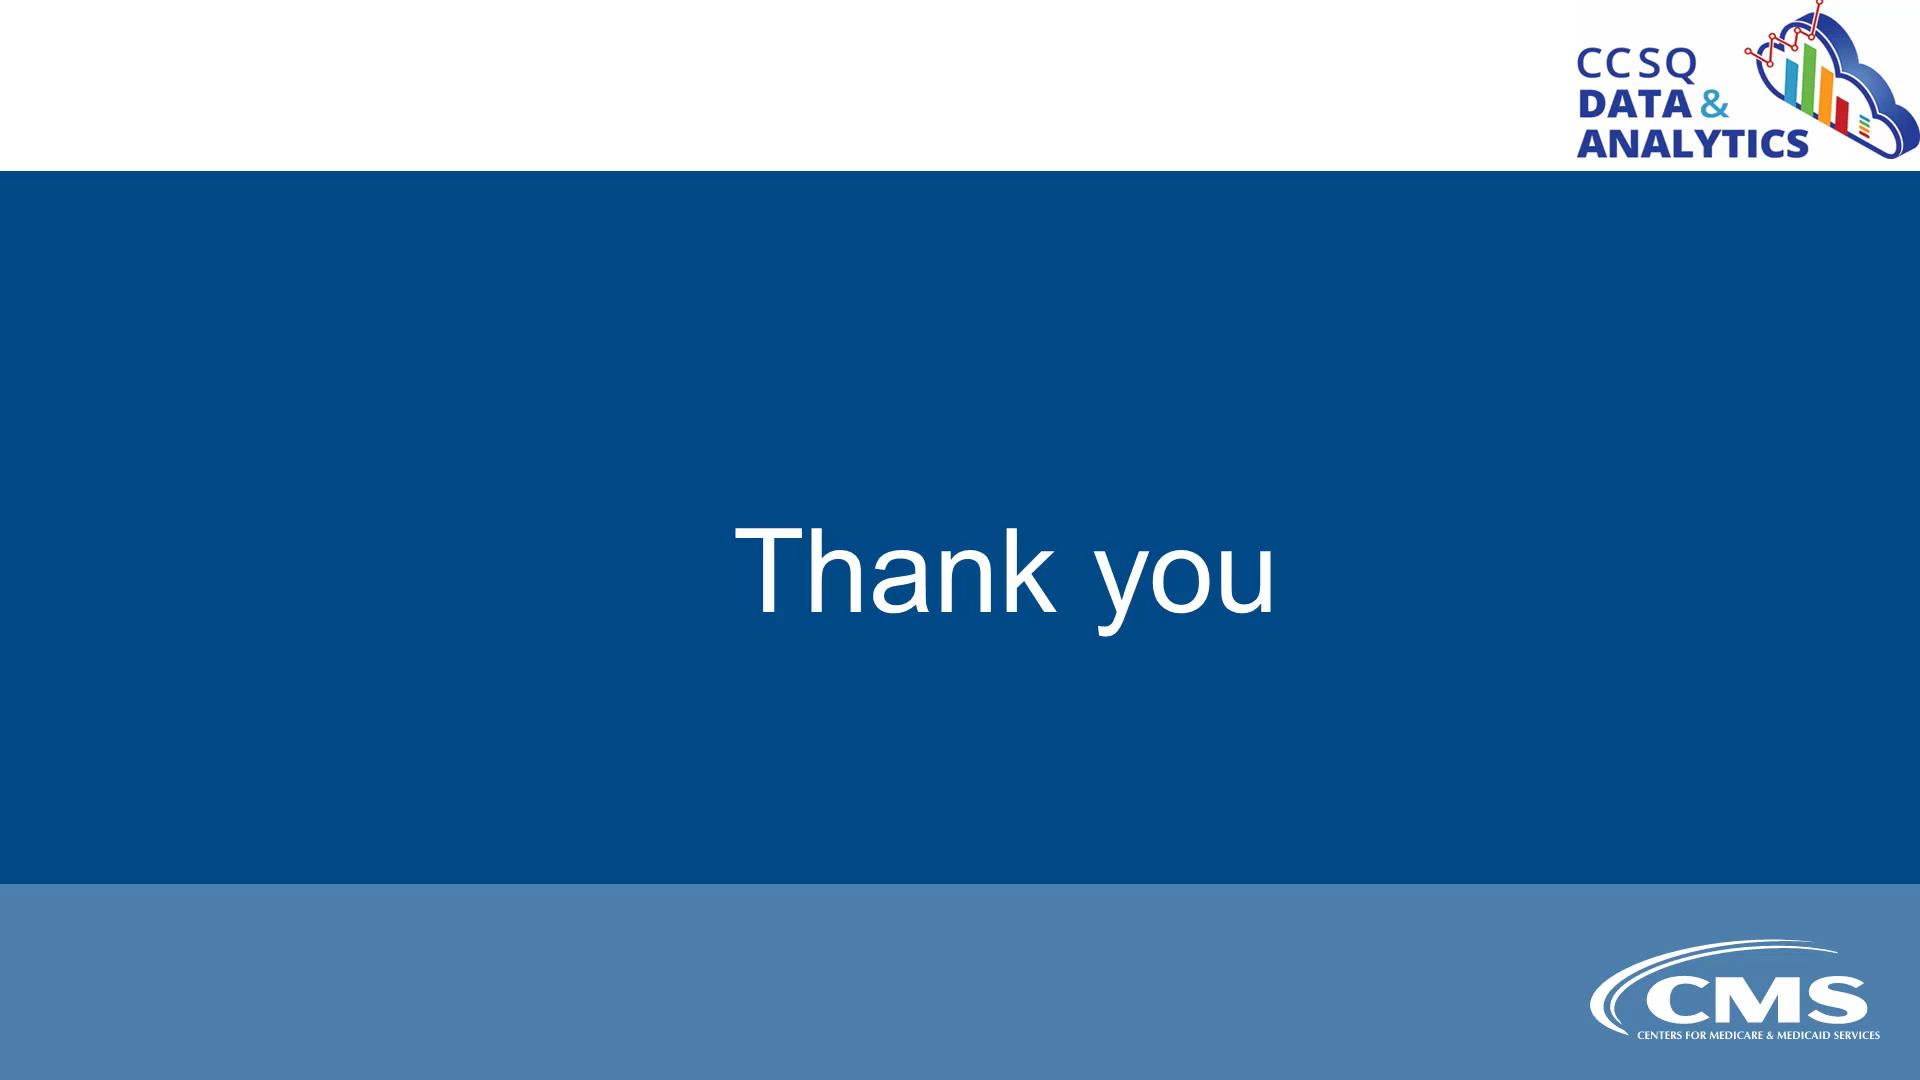 CCSQ
DATA &
ANALYTICS
Thank you
CMS
CENTERS FOR MEDICARE & MEDICAID SERVICES